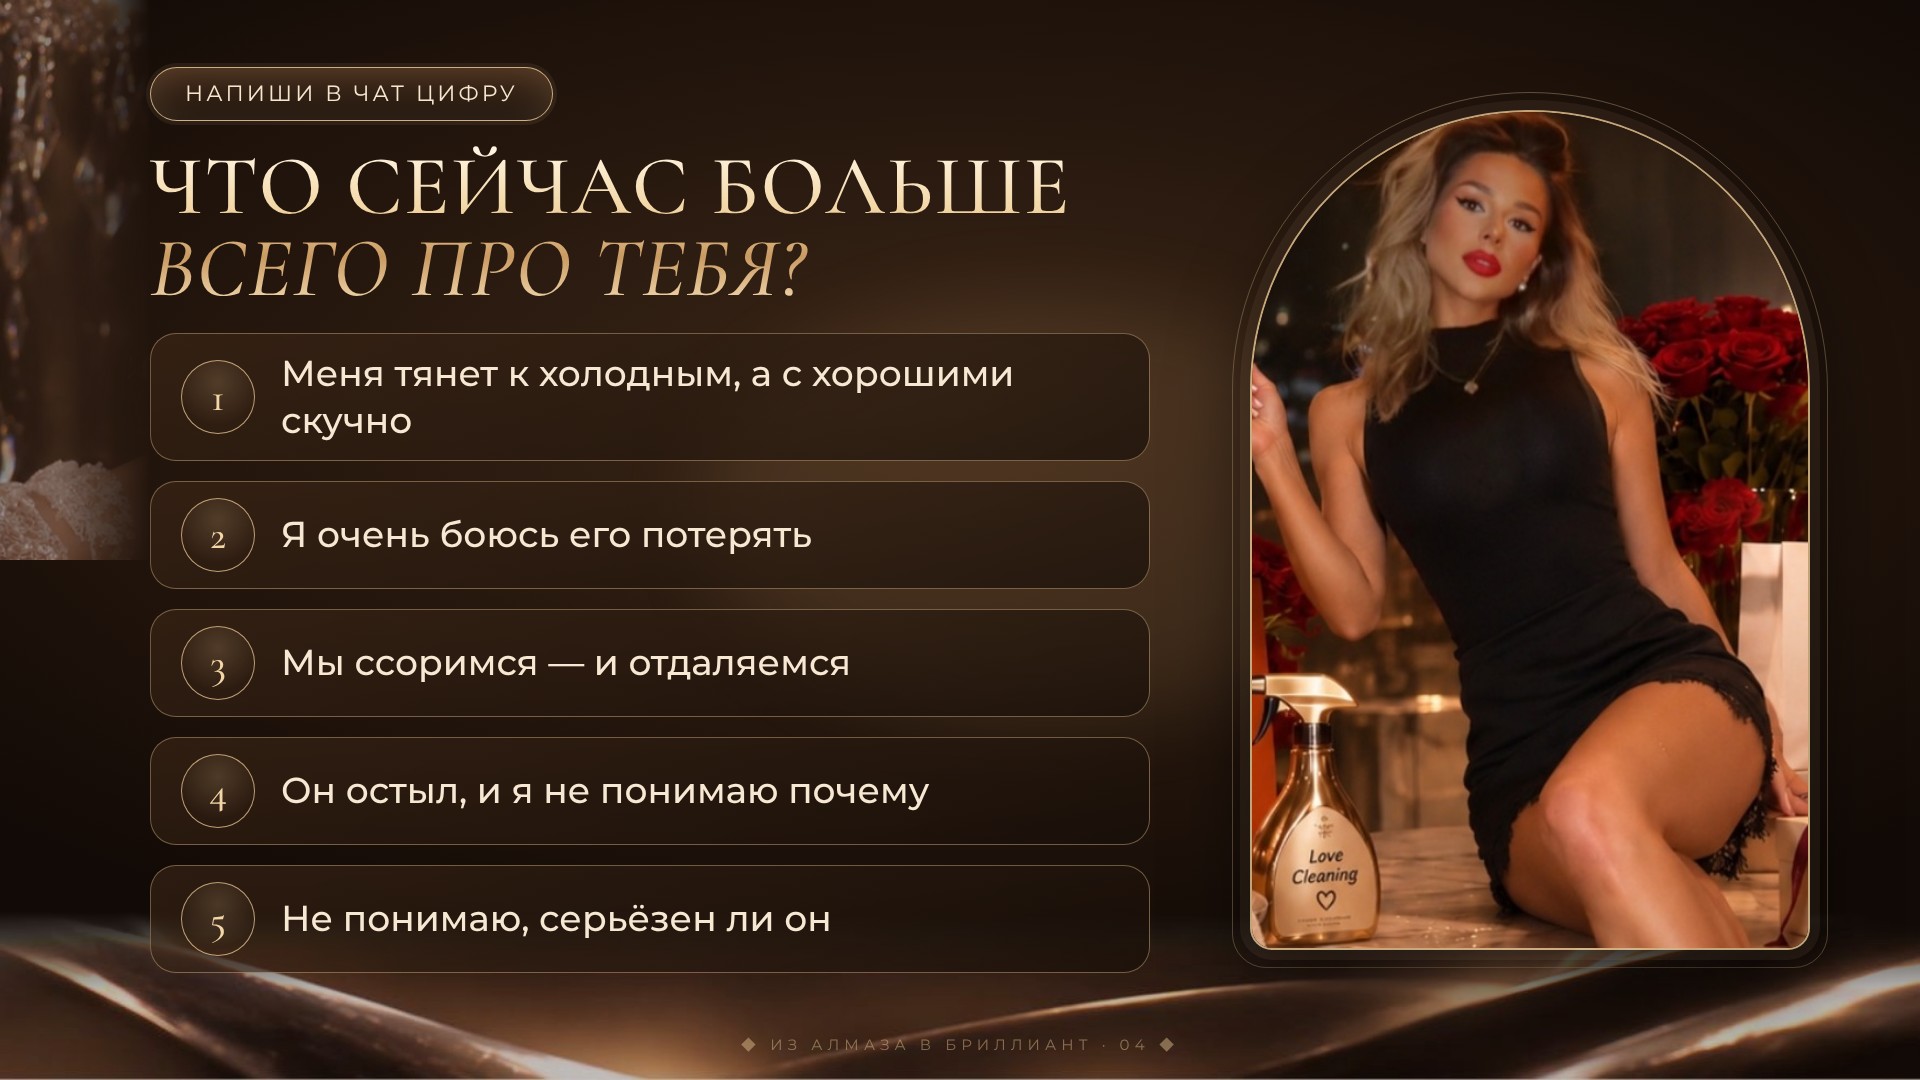 НАПИШИ В ЧАТ ЦИФРУ
ЧТО СЕЙЧАС БОЛЬШЕ
ВСЕГО ПРО ТЕБЯ?
1 Меня тянет к холодным, а с хорошими
скучно
2 Я очень боюсь его потерять
3 Мы ссоримся — и отдаляемся
4 Он остыл, и я не понимаю почему
5 Не понимаю, серьёзен ли он
Love
Cleaning
ИЗ АЛМАЗА В БРИЛЛИАНТ · 04